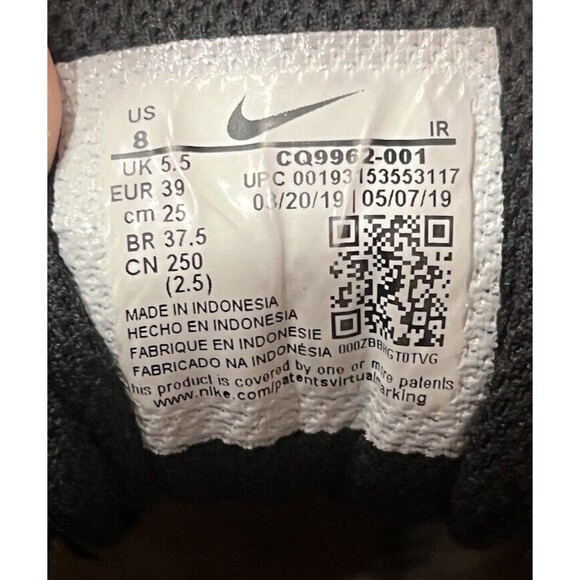 US
8 IR
UK 5.5 CQ9962-001
EUR 39 UPC 00193153553117
cm 25 03/20/19 | 05/07/19
BR 37.5
CN 250
(2.5)
MADE IN INDONESIA
HECHO EN INDONESIA
FABRIQUE EN INDONESIE
FABRICADO NA INDONÉSIA 000ZBBHGT0TVG
This product is covered by one or more patents
www.nike.com/patentsvirtualmarking